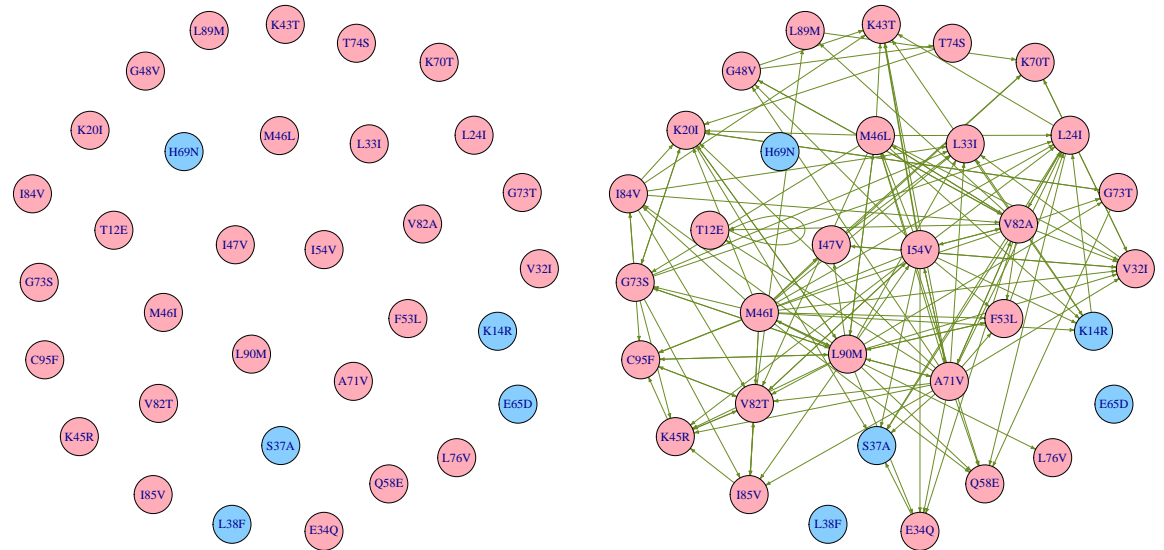 K43T
L89M
T74S
K70T
G48V
K20I
M46L
L24I
H69N
L33I
I84V
G73T
T12E
V82A
I47V
I54V
V32I
G73S
M46I
F53L
K14R
L90M
C95F
A71V
V82T
E65D
K45R
S37A
L76V
Q58E
I85V
L38F
E34Q
K43T
L89M
T74S
K70T
G48V
K20I
M46L
L24I
H69N
L33I
I84V
G73T
T12E
V82A
I47V
I54V
V32I
G73S
M46I
F53L
K14R
L90M
C95F
A71V
V82T
E65D
K45R
S37A
L76V
Q58E
I85V
L38F
E34Q